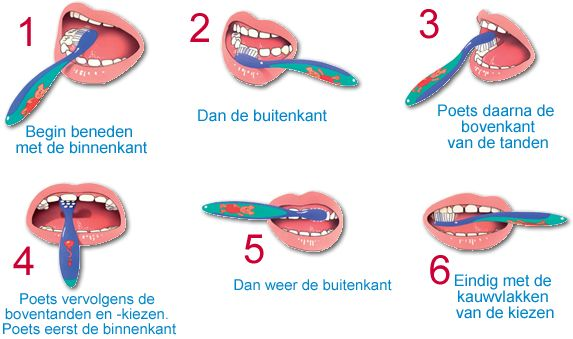 1
Begin beneden
met de binnenkant
2
Dan de buitenkant
3
Poets daarna de
bovenkant
van de tanden
4
Poets vervolgens de
boventanden en -kiezen.
Poets eerst de binnenkant
5
Dan weer de buitenkant
6
Eindig met de
kauwvlakken
van de kiezen